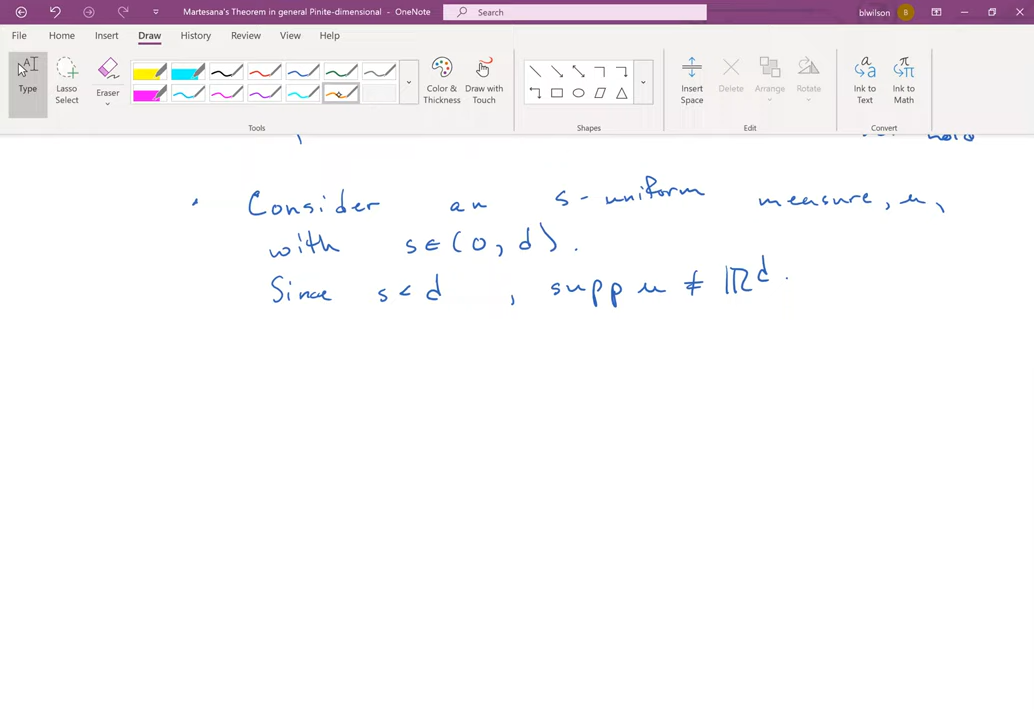 Martesana's Theorem in general Pinite-dimensional - OneNote
Search
blwilson
B
File Home Insert Draw History Review View Help
Type
Lasso Select
Eraser
Color & Thickness
Draw with Touch
Insert Space
Delete
Arrange
Rotate
Ink to Text
Ink to Math
Tools
Shapes
Edit
Convert
• Consider an s-uniform measure, μ,
with s ∈ (0, d).
Since s < d , supp μ ≠ ℝ^d.